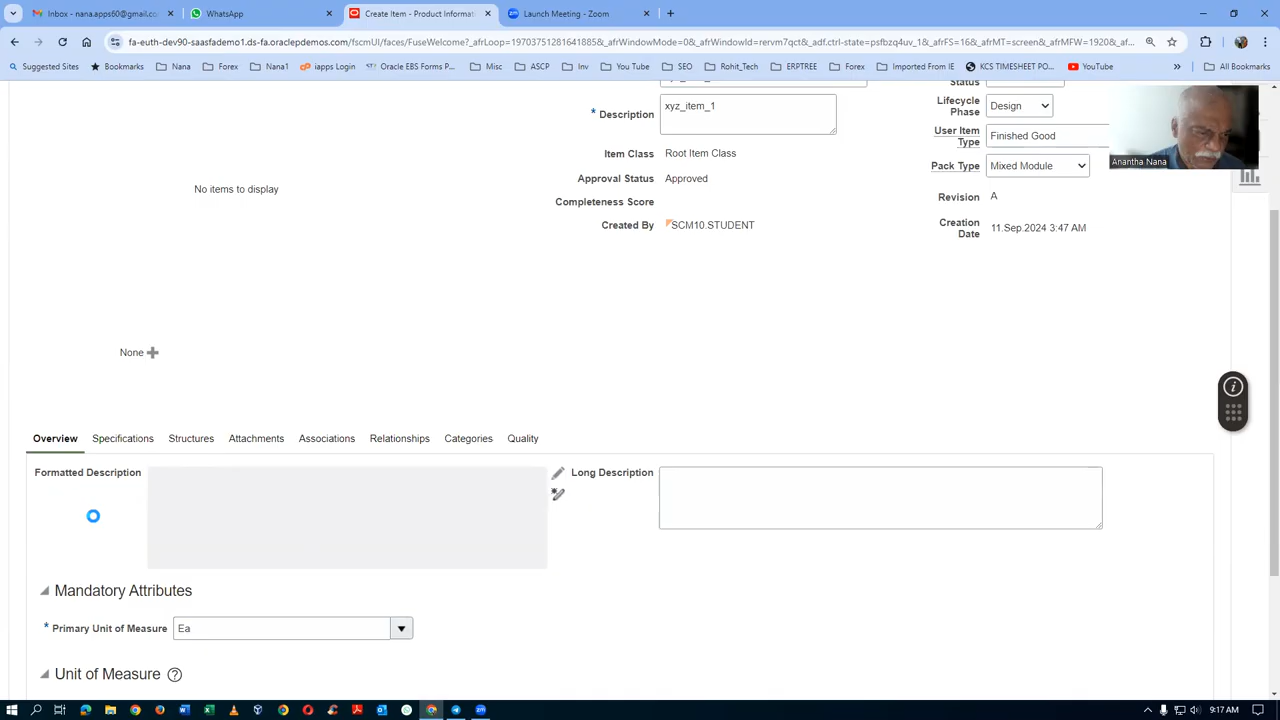 Inbox - nana.apps60@gmail.co
WhatsApp
Create Item - Product Informat
Launch Meeting - Zoom
fa-euth-dev90-saasfademo1.ds-fa.oraclepdemos.com/fscmUI/faces/FuseWelcome?_afrLoop=19703751281641885&_afrWindowMode=0&_afrWindowId=rervm7qct&_adf.ctrl-state=psfbzq4uv_1&_afrFS=16&_afrMT=screen&_afrMFW=1920&_afrM...
Suggested Sites
Bookmarks
Nana
Forex
Nana1
iapps Login
Oracle EBS Forms P...
Misc
ASCP
Inv
You Tube
SEO
Rohit_Tech
ERPTREE
Forex
Imported From IE
KCS TIMESHEET PO...
YouTube
All Bookmarks
Status
* Description xyz_item_1
Lifecycle Phase Design
User Item Type Finished Good
Anantha Nana
Item Class Root Item Class
Pack Type Mixed Module
Approval Status Approved
No items to display
Revision A
Completeness Score
Created By SCM10.STUDENT
Creation Date 11.Sep.2024 3:47 AM
None
Overview Specifications Structures Attachments Associations Relationships Categories Quality
Formatted Description
Long Description
Mandatory Attributes
* Primary Unit of Measure Ea
Unit of Measure
9:17 AM